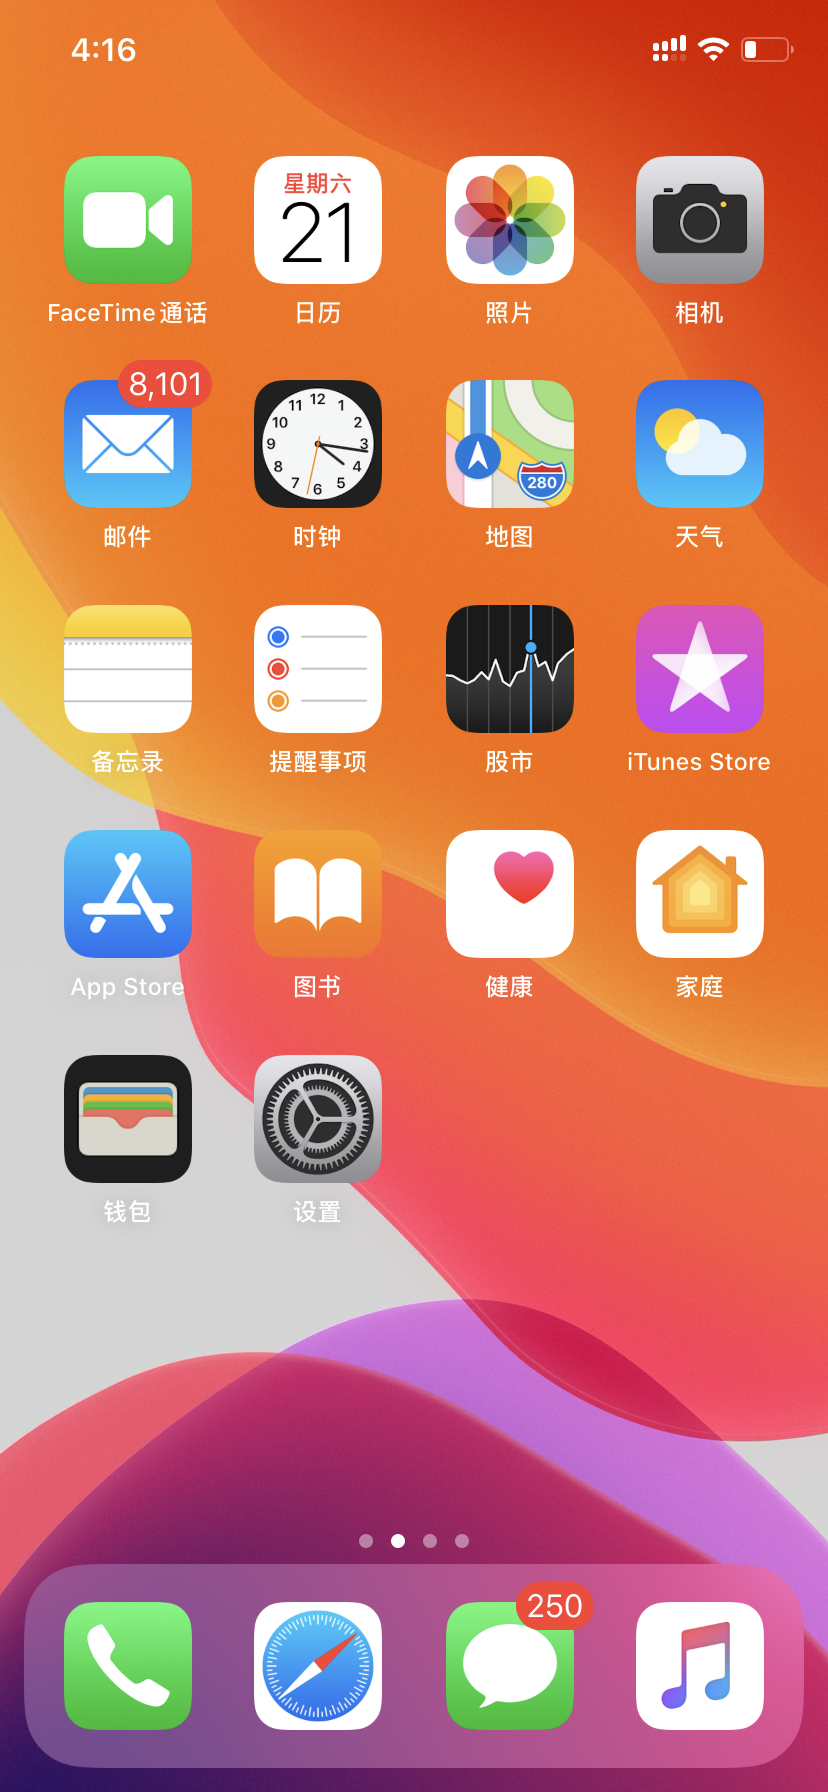 4:16
星期六
21
FaceTime通话
日历
照片
相机
8,101
12
11
1
10
2
9
3
8
4
7
5
6
280
邮件
时钟
地图
天气
备忘录
提醒事项
股市
iTunes Store
App Store
图书
健康
家庭
钱包
设置
250